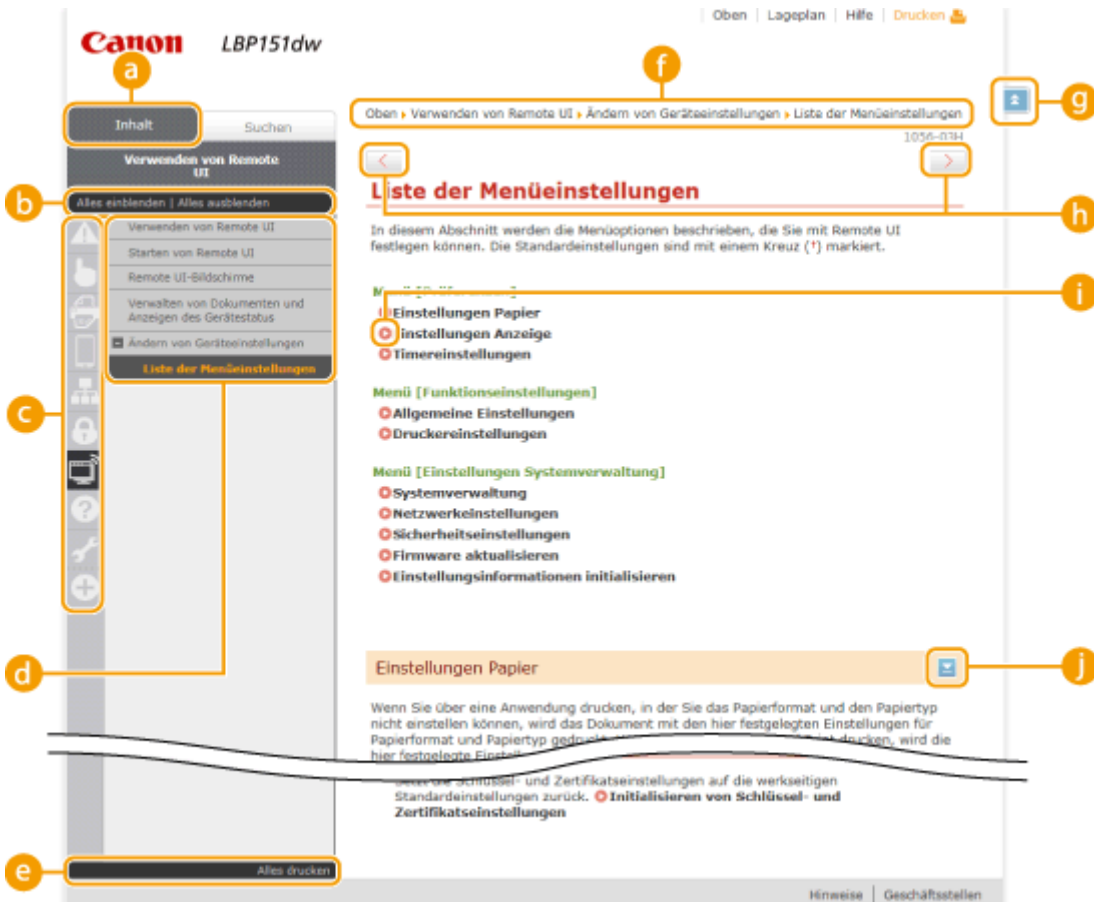 Oben | Lageplan | Hilfe | Drucken
Canon LBP151dw
a
f
g
Inhalt
Suchen
Oben Verwenden von Remote UI Ändern von Geräteeinstellungen Liste der Menüeinstellungen
1056-03H
Verwenden von Remote
UI
b
Alles einblenden | Alles ausblenden
Verwenden von Remote UI
Starten von Remote UI
Remote UI-Bildschirme
Verwalten von Dokumenten und
Anzeigen des Gerätestatus
Ändern von Geräteeinstellungen
Liste der Menüeinstellungen
c
d
Liste der Menüeinstellungen
h
In diesem Abschnitt werden die Menüoptionen beschrieben, die Sie mit Remote UI
festlegen können. Die Standardeinstellungen sind mit einem Kreuz (†) markiert.
i
Einstellungen Papier
Einstellungen Anzeige
Timereinstellungen
Menü [Funktionseinstellungen]
Allgemeine Einstellungen
Druckereinstellungen
Menü [Einstellungen Systemverwaltung]
Systemverwaltung
Netzwerkeinstellungen
Sicherheitseinstellungen
Firmware aktualisieren
Einstellungsinformationen initialisieren
Einstellungen Papier
j
Wenn Sie über eine Anwendung drucken, in der Sie das Papierformat und den Papiertyp
nicht einstellen können, wird das Dokument mit den hier festgelegten Einstellungen für
Papierformat und Papiertyp drucken, wird die
hier festgelegte
Setzt die Schlüssel- und Zertifikatseinstellungen auf die werkseitigen
Standardeinstellungen zurück. Initialisieren von Schlüssel- und
Zertifikatseinstellungen
e
Alles drucken
Hinweise | Geschäftsstellen